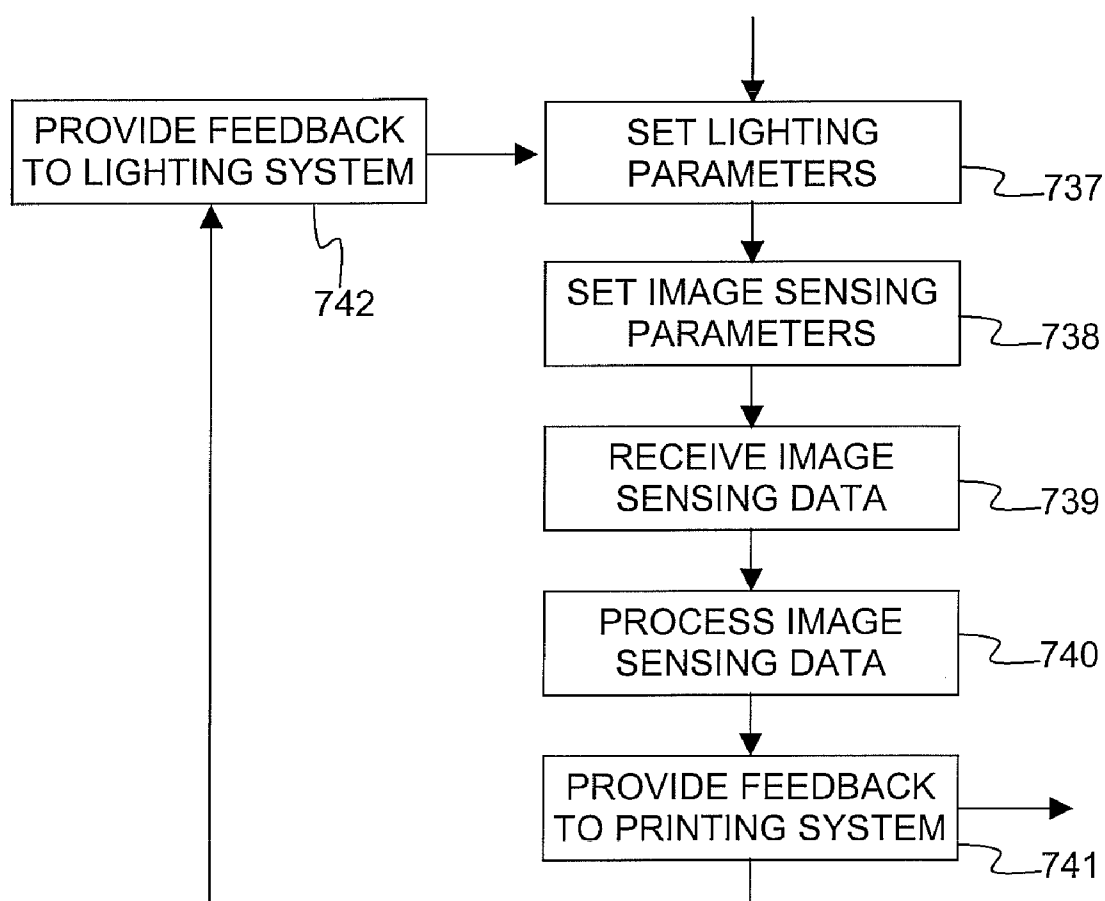 PROVIDE FEEDBACK
TO LIGHTING SYSTEM
742
SET LIGHTING
PARAMETERS
737
SET IMAGE SENSING
PARAMETERS
738
RECEIVE IMAGE
SENSING DATA
739
PROCESS IMAGE
SENSING DATA
740
PROVIDE FEEDBACK
TO PRINTING SYSTEM
741